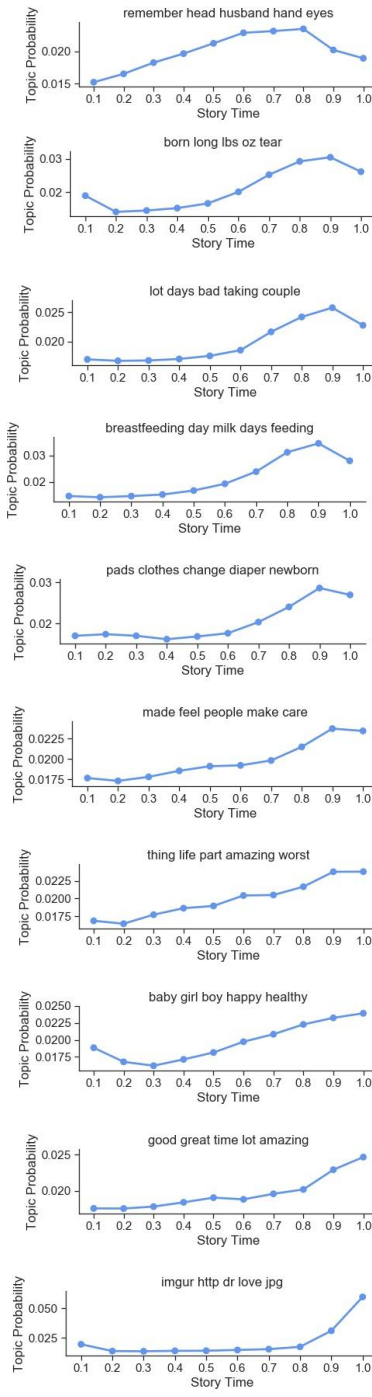 remember head husband hand eyes
Topic Probability
0.020
0.015
0.1 0.2 0.3 0.4 0.5 0.6 0.7 0.8 0.9 1.0
Story Time
born long lbs oz tear
Topic Probability
0.03
0.02
0.1 0.2 0.3 0.4 0.5 0.6 0.7 0.8 0.9 1.0
Story Time
lot days bad taking couple
Topic Probability
0.025
0.020
0.1 0.2 0.3 0.4 0.5 0.6 0.7 0.8 0.9 1.0
Story Time
breastfeeding day milk days feeding
Topic Probability
0.03
0.02
0.1 0.2 0.3 0.4 0.5 0.6 0.7 0.8 0.9 1.0
Story Time
pads clothes change diaper newborn
Topic Probability
0.03
0.02
0.1 0.2 0.3 0.4 0.5 0.6 0.7 0.8 0.9 1.0
Story Time
made feel people make care
Topic Probability
0.0225
0.0200
0.0175
0.1 0.2 0.3 0.4 0.5 0.6 0.7 0.8 0.9 1.0
Story Time
thing life part amazing worst
Topic Probability
0.0225
0.0200
0.0175
0.1 0.2 0.3 0.4 0.5 0.6 0.7 0.8 0.9 1.0
Story Time
baby girl boy happy healthy
Topic Probability
0.0250
0.0225
0.0200
0.0175
0.1 0.2 0.3 0.4 0.5 0.6 0.7 0.8 0.9 1.0
Story Time
good great time lot amazing
Topic Probability
0.025
0.020
0.1 0.2 0.3 0.4 0.5 0.6 0.7 0.8 0.9 1.0
Story Time
imgur http dr love jpg
Topic Probability
0.050
0.025
0.1 0.2 0.3 0.4 0.5 0.6 0.7 0.8 0.9 1.0
Story Time